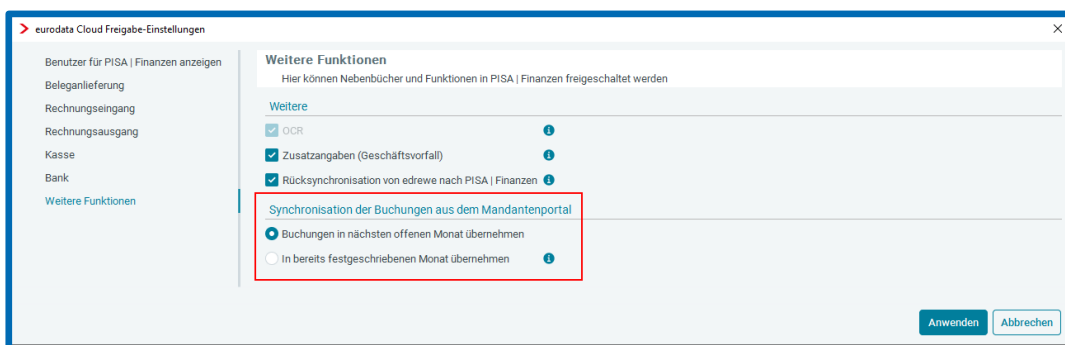 eurodata Cloud Freigabe-Einstellungen
Benutzer für PISA | Finanzen anzeigen
Belegeanlieferung
Rechnungseingang
Rechnungsausgang
Kasse
Bank
Weitere Funktionen
Weitere Funktionen
Hier können Nebenbücher und Funktionen in PISA | Finanzen freigeschaltet werden
Weitere
OCR
Zusatzangaben (Geschäftsvorfall)
Rücksynchronisation von edrewe nach PISA | Finanzen
Synchronisation der Buchungen aus dem Mandantenportal
Buchungen in nächsten offenen Monat übernehmen
In bereits festgeschriebenen Monat übernehmen
Anwenden
Abbrechen